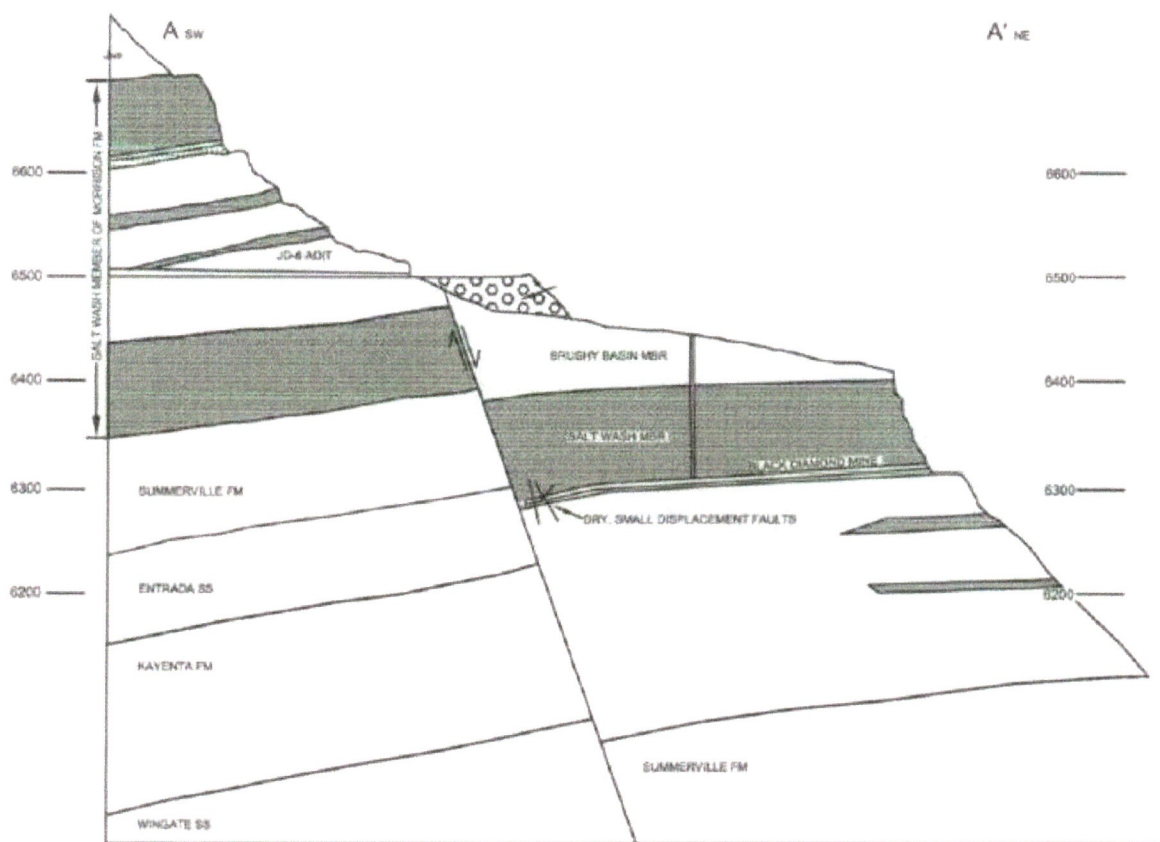 A SW
A' NE
SALT WASH MEMBER OF MORRISON FM
6600
6600
JD-6 ADIT
6500
6500
BRUSHY BASIN MBR
6400
6400
SALT WASH MBR
BLACK DIAMOND MINE
SUMMERVILLE FM
6300
6300
DRY, SMALL DISPLACEMENT FAULTS
ENTRADA SS
6200
6200
KAYENTA FM
SUMMERVILLE FM
WINGATE SS